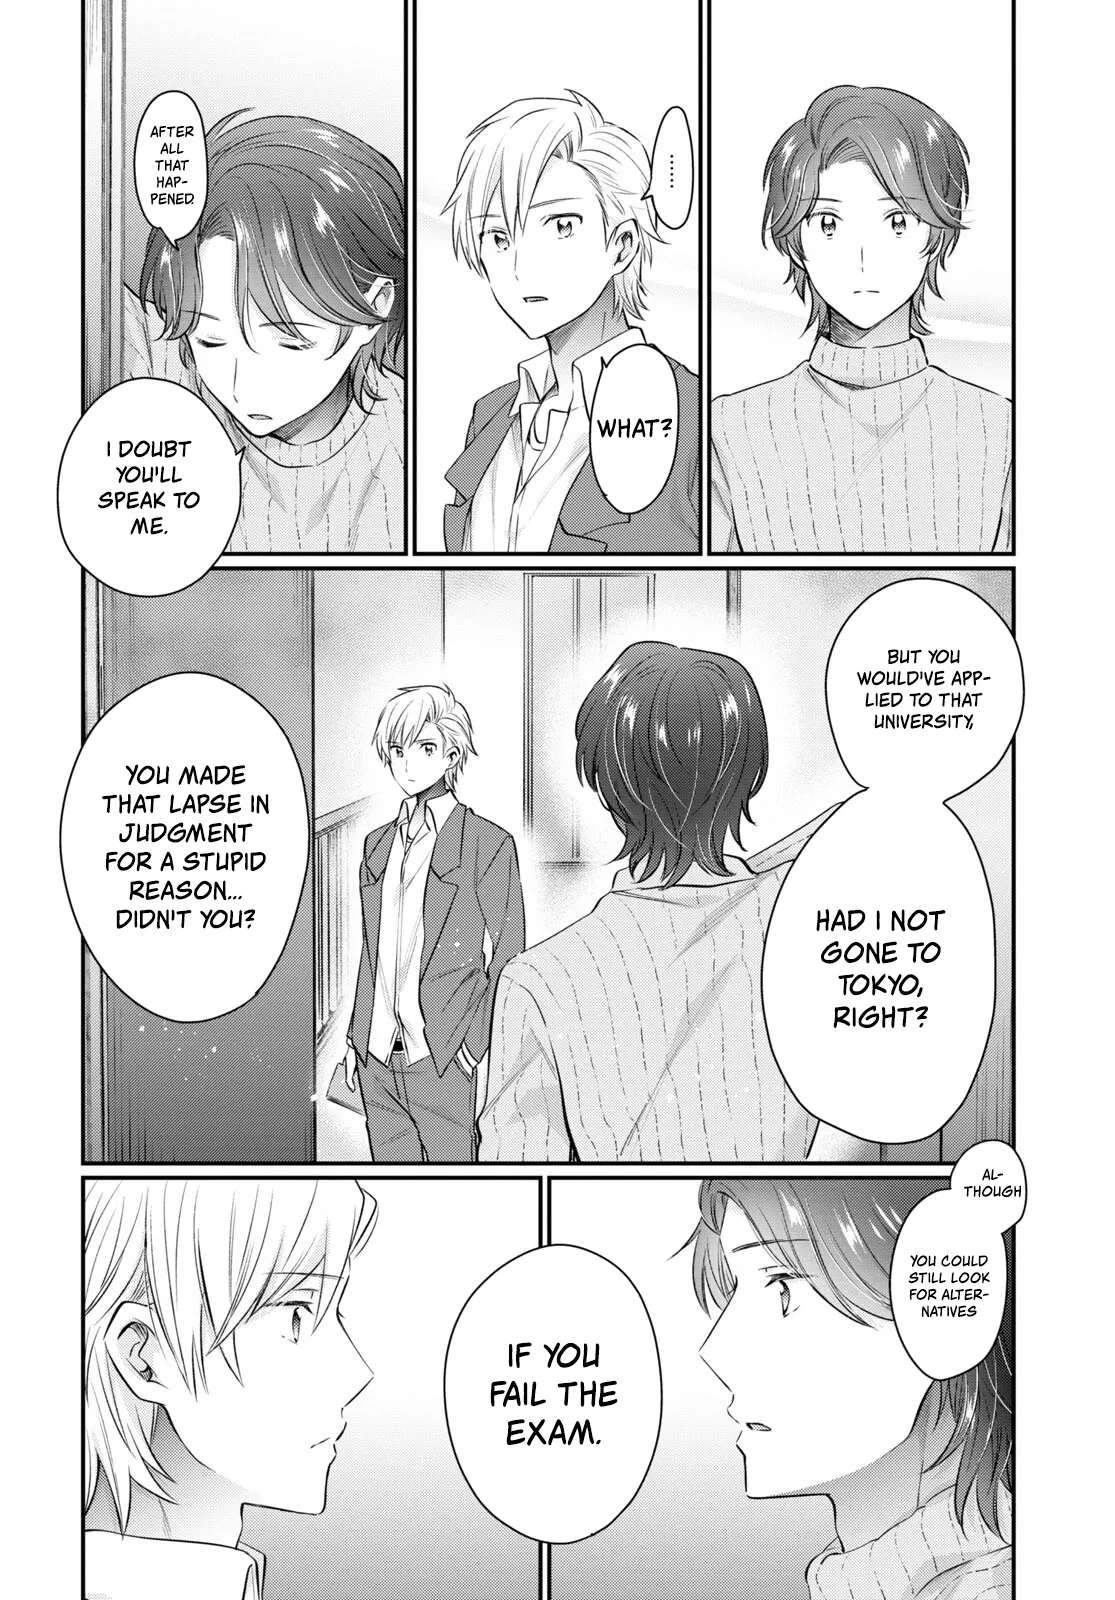 ........
WHAT?
AFTER
ALL
THAT
HAP-
PENED
I DOUBT
YOU'LL
SPEAK TO
ME.
BUT YOU
WOULD'VE APP-
LIED TO THAT
UNIVERSITY,
HAD I NOT
GONE TO
TOKYO,
RIGHT?
YOU MADE
THAT LAPSE IN
JUDGMENT
FOR A STUPID
REASON...
DIDN'T YOU?
AL-
THOUGH
YOU COULD
STILL LOOK
FOR ALTER-
NATIVES
IF YOU
FAIL THE
EXAM.